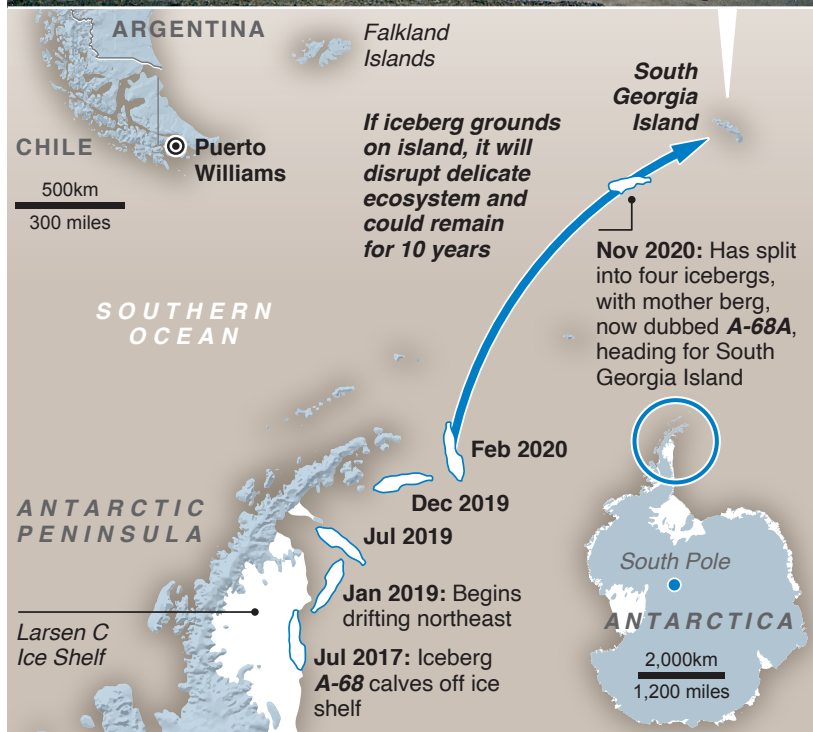 ARGENTINA
Falkland
Islands
South
Georgia
Island
CHILE
Puerto
Williams
500km
300 miles
If iceberg grounds
on island, it will
disrupt delicate
ecosystem and
could remain
for 10 years
Nov 2020: Has split
into four icebergs,
with mother berg,
now dubbed A-68A,
heading for South
Georgia Island
SOUTHERN
OCEAN
Feb 2020
Dec 2019
ANTARCTIC
PENINSULA
Jul 2019
Jan 2019: Begins
drifting northeast
Larsen C
Ice Shelf
Jul 2017: Iceberg
A-68 calves off ice
shelf
South Pole
ANTARCTICA
2,000km
1,200 miles